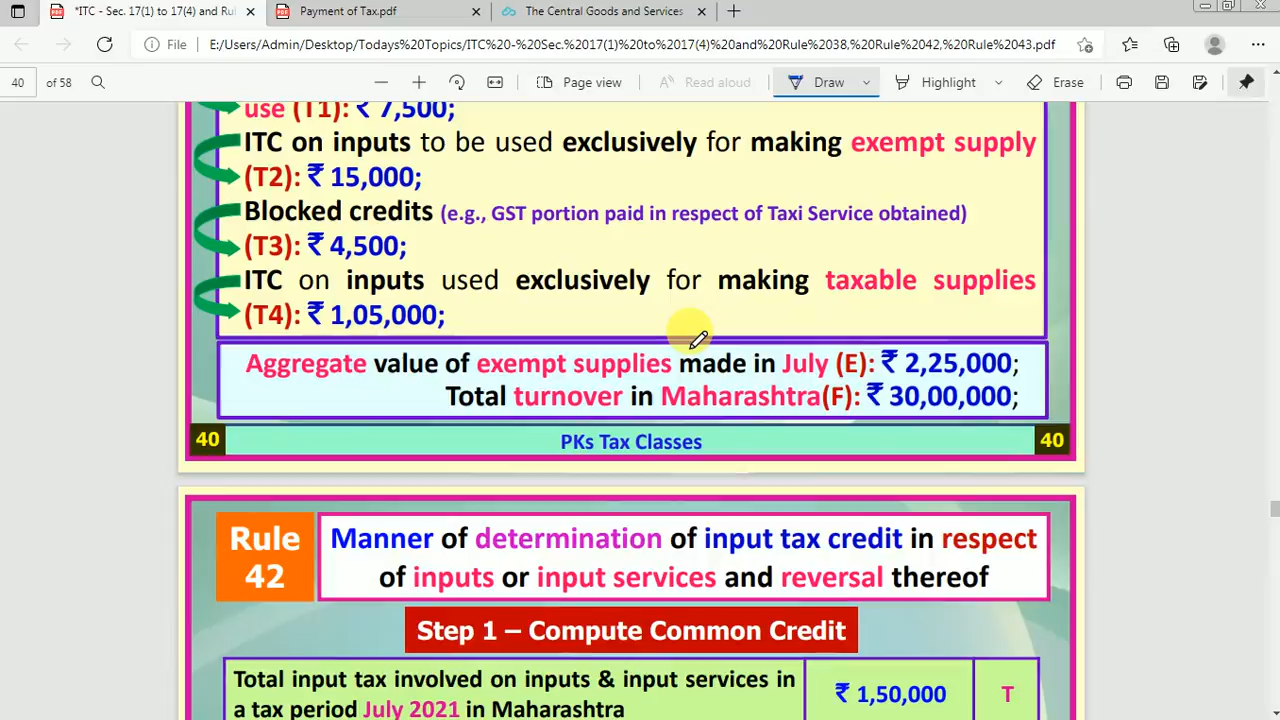 *ITC - Sec. 17(1) to 17(4) and Ru
Payment of Tax.pdf
The Central Goods and Services
File
E:/Users/Admin/Desktop/Todays%20Topics/ITC%20-%20Sec.%2017(1)%20to%2017(4)%20and%20Rule%2038,%20Rule%2042,%20Rule%2043.pdf
40 of 58
Page view
Read aloud
Draw
Highlight
Erase
use (T1): ₹ 7,500;
ITC on inputs to be used exclusively for making exempt supply
(T2): ₹ 15,000;
Blocked credits (e.g., GST portion paid in respect of Taxi Service obtained)
(T3): ₹ 4,500;
ITC on inputs used exclusively for making taxable supplies
(T4): ₹ 1,05,000;
Aggregate value of exempt supplies made in July (E): ₹ 2,25,000;
Total turnover in Maharashtra(F): ₹ 30,00,000;
40 PKs Tax Classes 40
Rule
42
Manner of determination of input tax credit in respect
of inputs or input services and reversal thereof
Step 1 – Compute Common Credit
Total input tax involved on inputs & input services in
a tax period July 2021 in Maharashtra
₹ 1,50,000
T